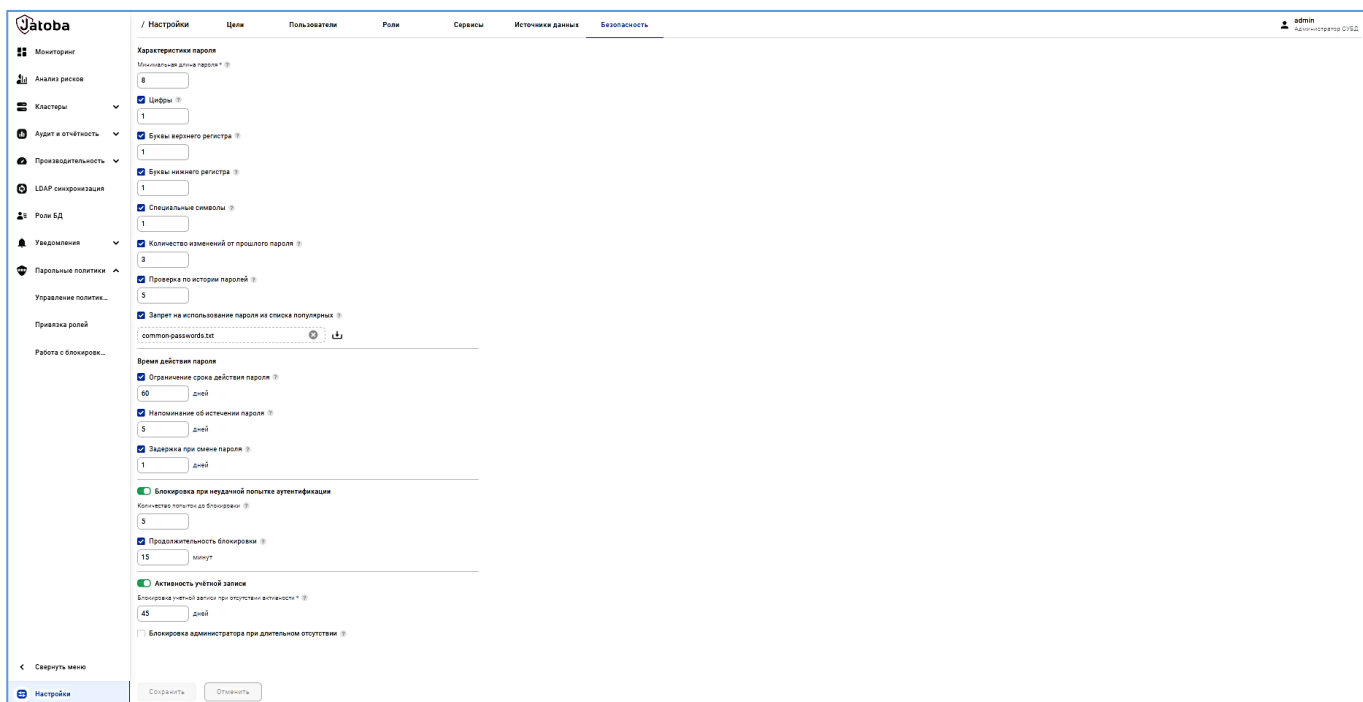 Jatoba
/ Настройки
Цели
Пользователи
Роли
Сервисы
Источники данных
Безопасность
admin
Администратор СУБД
Мониторинг
Анализ рисков
Кластеры
Аудит и отчётность
Производительность
LDAP синхронизация
Роли БД
Уведомления
Парольные политики
Управление политик...
Привязка ролей
Работа с блокировк...
Свернуть меню
Настройки
Характеристики пароля
Минимальная длина пароля * ?
8
Цифры ?
1
Буквы верхнего регистра ?
1
Буквы нижнего регистра ?
1
Специальные символы ?
1
Количество изменений от прошлого пароля ?
3
Проверка по истории паролей ?
5
Запрет на использование пароля из списка популярных ?
common-passwords.txt
Время действия пароля
Ограничение срока действия пароля ?
60 дней
Напоминание об истечении пароля ?
5 дней
Задержка при смене пароля ?
1 дней
Блокировка при неудачной попытке аутентификации
Количество попыток до блокировки ?
5
Продолжительность блокировки ?
15 минут
Активность учётной записи
Блокировка учетной записи при отсутствии активности * ?
45 дней
Блокировка администратора при длительном отсутствии ?
Сохранить
Отменить